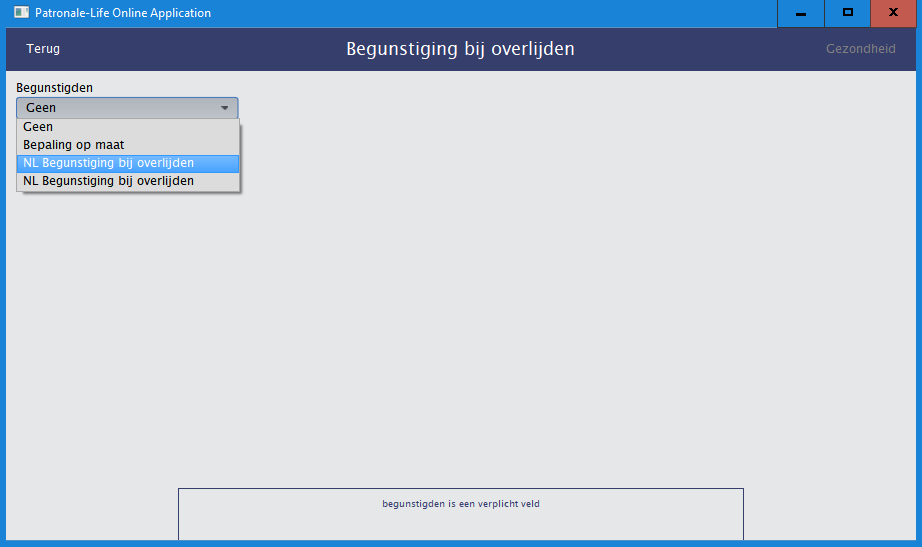 Patronale-Life Online Application
Terug
Begunstiging bij overlijden
Gezondheid
Begunstigden
Geen
Geen
Bepaling op maat
NL Begunstiging bij overlijden
NL Begunstiging bij overlijden
begunstigden is een verplicht veld